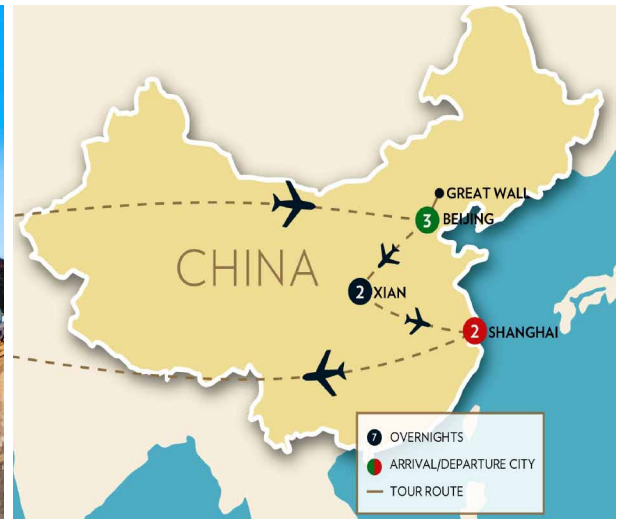 GREAT WALL
3 BEIJING
CHINA
2 XIAN
2 SHANGHAI
7 OVERNIGHTS
ARRIVAL/DEPARTURE CITY
TOUR ROUTE